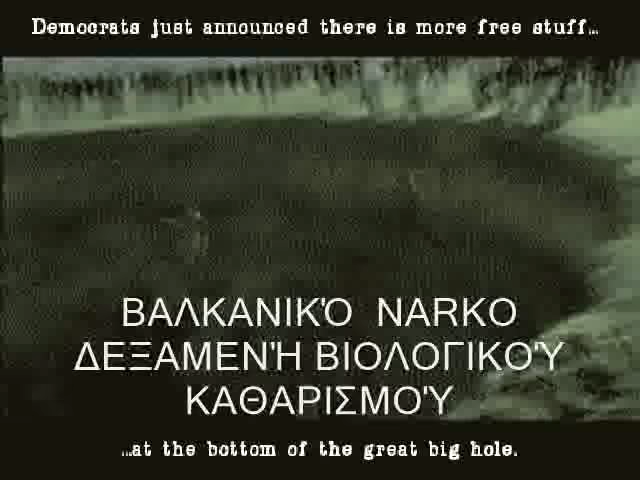 Democrats just announced there is more free stuff...
ΒΑΛΚΑΝΙΚΌ NARKO
ΔΕΞΑΜΕΝΉ ΒΙΟΛΟΓΙΚΟΎ
ΚΑΘΑΡΙΣΜΟΎ
...at the bottom of the great big hole.